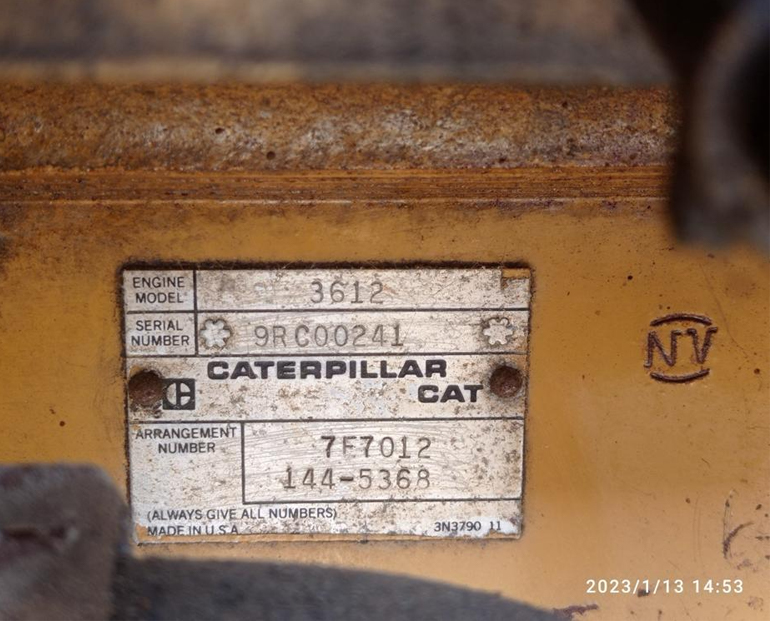 ENGINE MODEL 3612
SERIAL NUMBER 9RC00241
CATERPILLAR
CAT
ARRANGEMENT NUMBER 7F7012
144-5368
(ALWAYS GIVE ALL NUMBERS)
MADE IN U.S.A. 3N3790 11
NV
2023/1/13 14:53